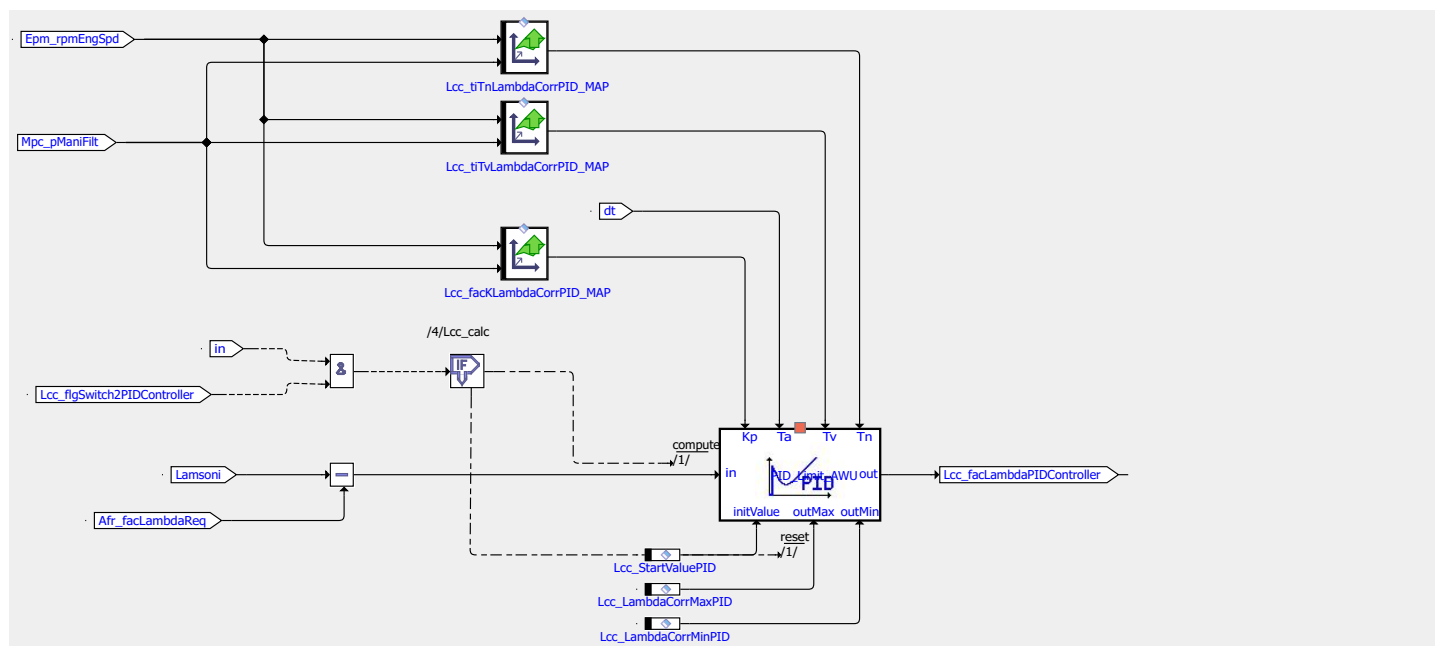 Epm_rpmEngSpd
Lcc_tiTnLambdaCorrPID_MAP
Mpc_pManiFilt
Lcc_tiTvLambdaCorrPID_MAP
dt
Lcc_facKLambdaCorrPID_MAP
/4/Lcc_calc
in
IF
&
Lcc_flgSwitch2PIDController
compute
/1/
Kp Ta Tv Tn
Lamsoni
in
PID_Limit_AWU
out
PID
Lcc_facLambdaPIDController
Afr_facLambdaReq
initValue outMax outMin
reset
/1/
Lcc_StartValuePID
Lcc_LambdaCorrMaxPID
Lcc_LambdaCorrMinPID